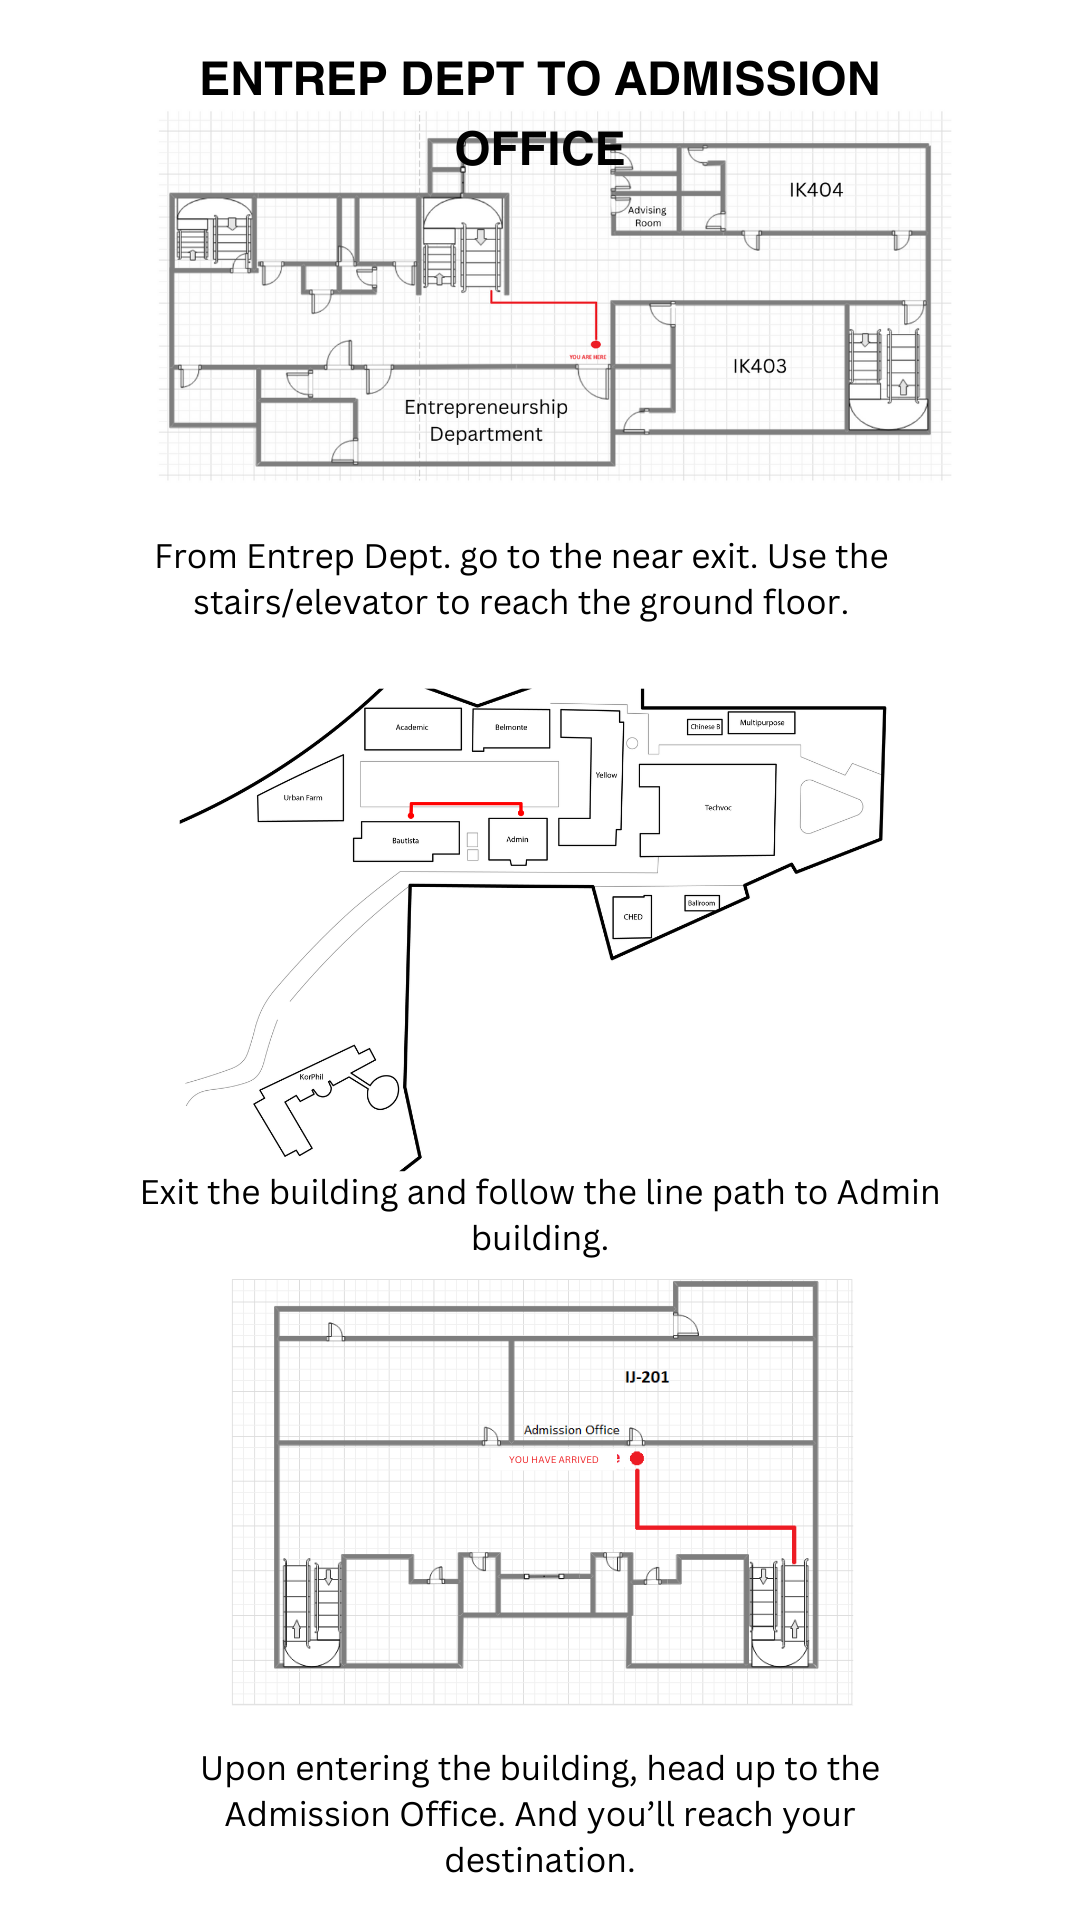 ENTREP DEPT TO ADMISSION
OFFICE
IK404
Advising
Room
YOU ARE HERE
IK403
Entrepreneurship
Department
From Entrep Dept. go to the near exit. Use the
stairs/elevator to reach the ground floor.
Academic
Belmonte
Chinese B
Multipurpose
Yellow
Urban Farm
Techvoc
Bautista
Admin
CHED
Ballroom
KorPhil
Exit the building and follow the line path to Admin
building.
IJ-201
Admission Office
YOU HAVE ARRIVED
Upon entering the building, head up to the
Admission Office. And you’ll reach your
destination.